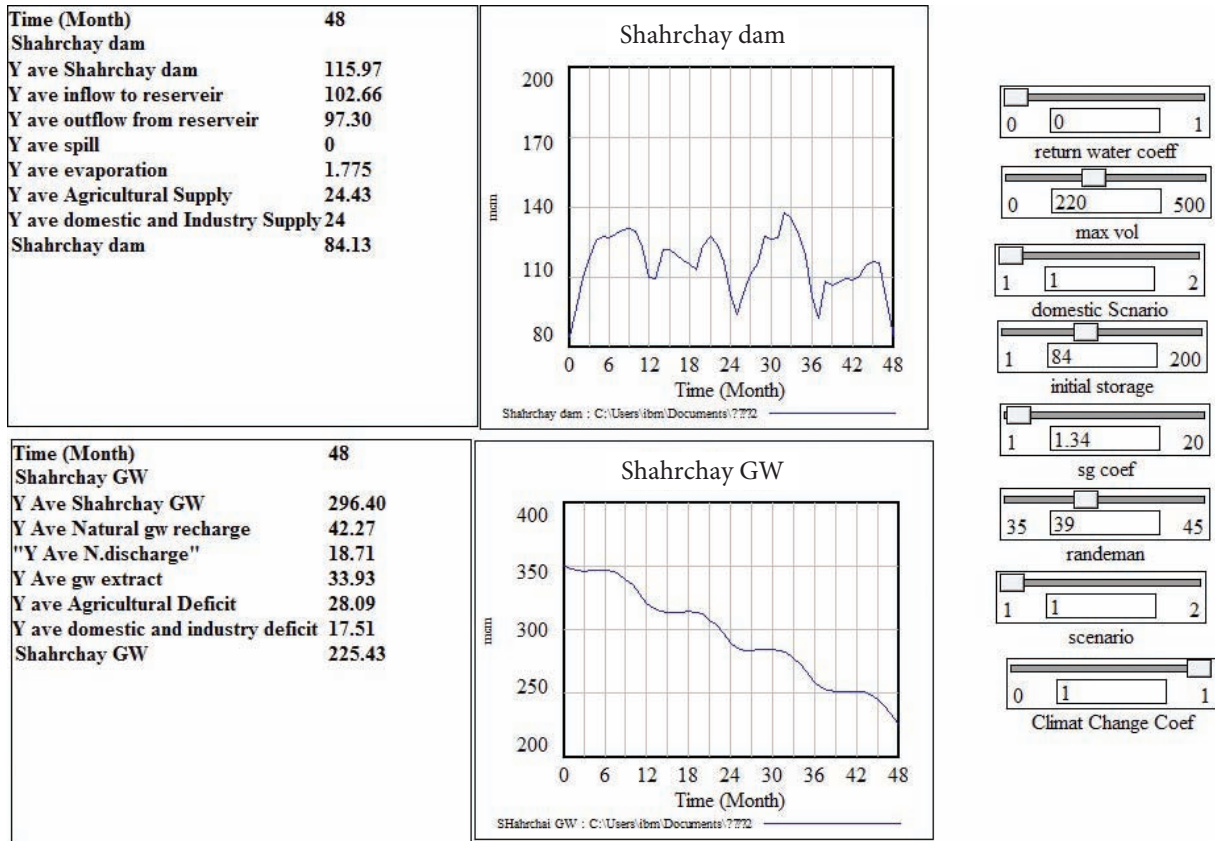 Time (Month) 48
Shahrchay dam
Y ave Shahrchay dam 115.97
Y ave inflow to reserveir 102.66
Y ave outflow from reserveir 97.30
Y ave spill 0
Y ave evaporation 1.775
Y ave Agricultural Supply 24.43
Y ave domestic and Industry Supply 24
Shahrchay dam 84.13
Shahrchay dam
200
170
140
110
80
mcm
0 6 12 18 24 30 36 42 48
Time (Month)
Shahrchay dam : C:\Users\ibm\Documents\????2
Time (Month) 48
Shahrchay GW
Y Ave Shahrchay GW 296.40
Y Ave Natural gw recharge 42.27
"Y Ave N.discharge" 18.71
Y Ave gw extract 33.93
Y ave Agricultural Deficit 28.09
Y ave domestic and industry deficit 17.51
Shahrchay GW 225.43
Shahrchay GW
400
350
300
250
200
mcm
0 6 12 18 24 30 36 42 48
Time (Month)
SHahrchai GW : C:\Users\ibm\Documents\????2
0 0 1
return water coeff
0 220 500
max vol
1 1 2
domestic Scnario
1 84 200
initial storage
1 1.34 20
sg coef
35 39 45
randeman
1 1 2
scenario
0 1 1
Climat Change Coef